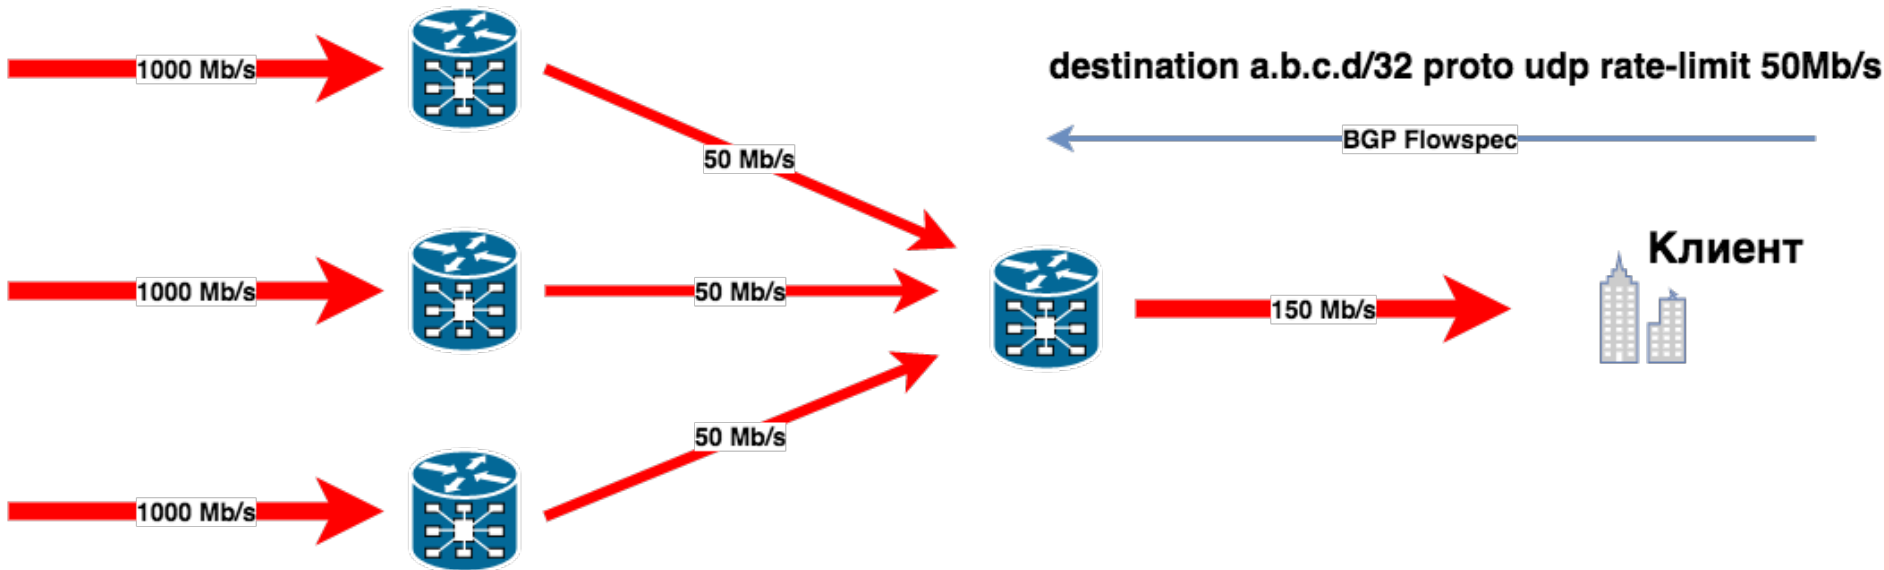 1000 Mb/s
destination a.b.c.d/32 proto udp rate-limit 50Mb/s
BGP Flowspec
50 Mb/s
Клиент
1000 Mb/s
50 Mb/s
150 Mb/s
50 Mb/s
1000 Mb/s